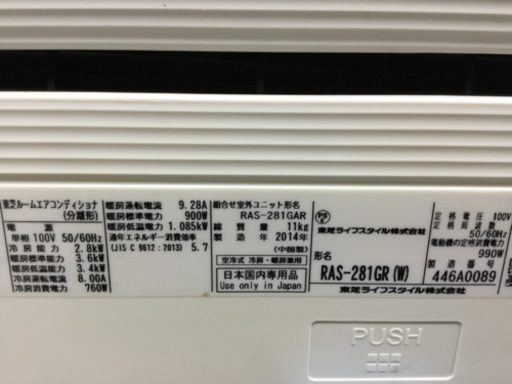 東芝ルームエアコンディショナ
(分離形)
電源
単相 100V 50/60Hz
冷房能力 2.8kW
暖房標準能力 3.6kW
暖房低温能力 3.4kW
冷房運転電流 8.00A
冷房消費電力 760W
暖房運転電流 9.28A
暖房標準電力 900W
暖房低温電力 1.085kW
通年エネルギー消費効率
(JIS C 9612:2013) 5.7
組合せ室外ユニット形名
RAS-281GAR
総質量 11kg
製造年 2014年
(中国製)
空冷式 冷房・暖房兼用
日本国内専用品
Use only in Japan
PSE
東芝ライフスタイル株式会社
形名
RAS-281GR(W)
定格電圧 100V
定格周波数
50/60Hz
電動機の定格消費電力
990W
製造番号
446A0089
東芝ライフスタイル株式会社
PUSH